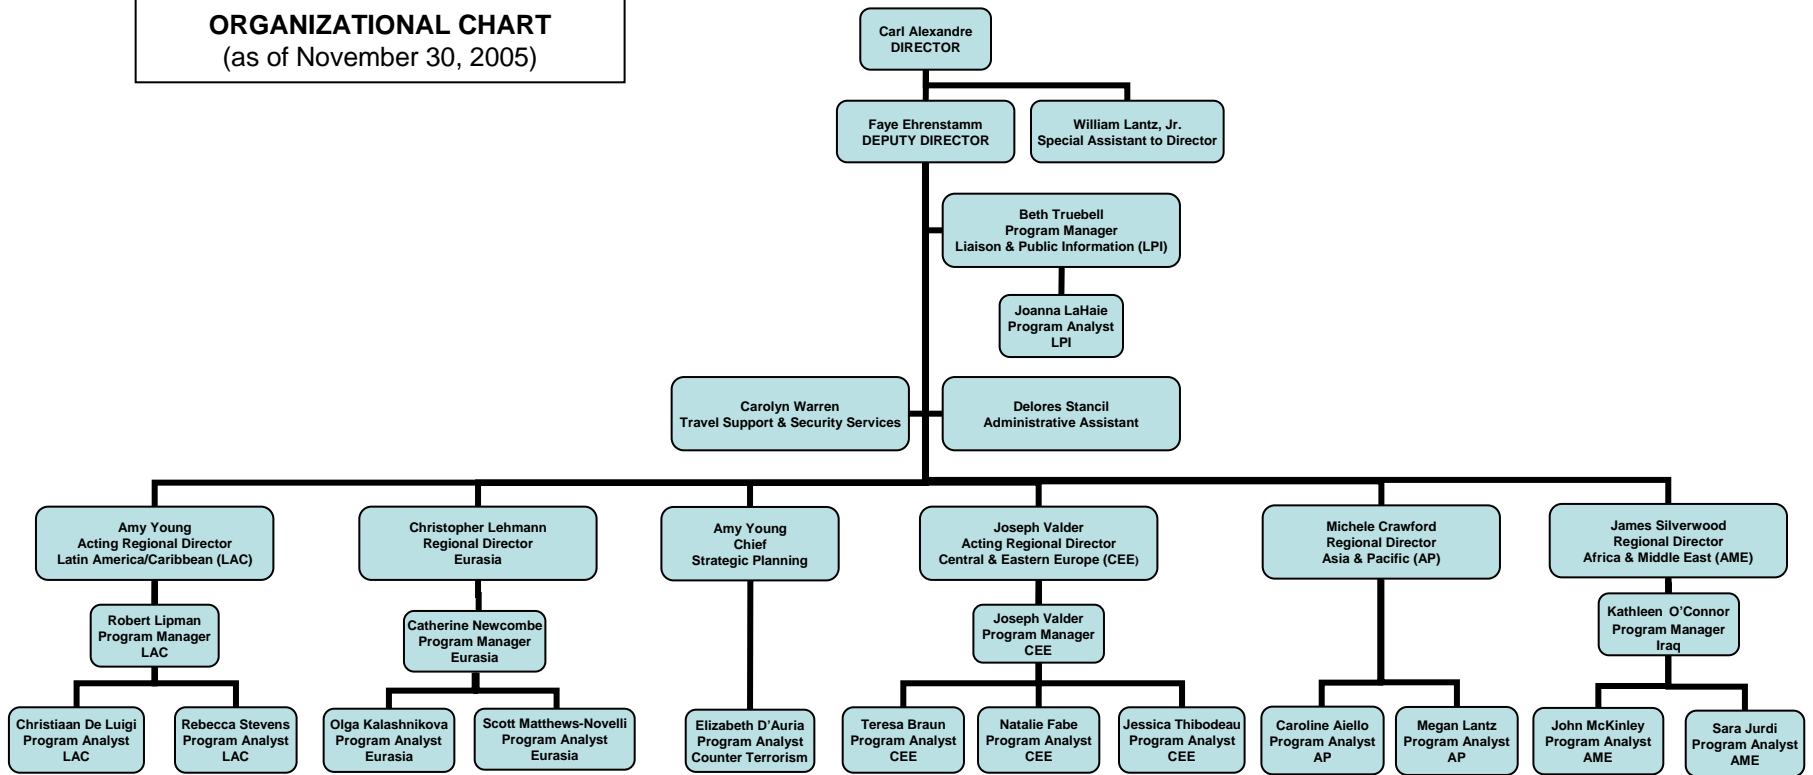 ORGANIZATIONAL CHART
(as of November 30, 2005)
Carl Alexandre
DIRECTOR
Faye Ehrenstamm
DEPUTY DIRECTOR
William Lantz, Jr.
Special Assistant to Director
Beth Truebell
Program Manager
Liaison & Public Information (LPI)
Joanna LaHaie
Program Analyst
LPI
Carolyn Warren
Travel Support & Security Services
Delores Stancil
Administrative Assistant
Amy Young
Acting Regional Director
Latin America/Caribbean (LAC)
Christopher Lehmann
Regional Director
Eurasia
Amy Young
Chief
Strategic Planning
Joseph Valder
Acting Regional Director
Central & Eastern Europe (CEE)
Michele Crawford
Regional Director
Asia & Pacific (AP)
James Silverwood
Regional Director
Africa & Middle East (AME)
Robert Lipman
Program Manager
LAC
Catherine Newcombe
Program Manager
Eurasia
Joseph Valder
Program Manager
CEE
Kathleen O’Connor
Program Manager
Iraq
Christiaan De Luigi
Program Analyst
LAC
Rebecca Stevens
Program Analyst
LAC
Olga Kalashnikova
Program Analyst
Eurasia
Scott Matthews-Novelli
Program Analyst
Eurasia
Elizabeth D’Auria
Program Analyst
Counter Terrorism
Teresa Braun
Program Analyst
CEE
Natalie Fabe
Program Analyst
CEE
Jessica Thibodeau
Program Analyst
CEE
Caroline Aiello
Program Analyst
AP
Megan Lantz
Program Analyst
AP
John McKinley
Program Analyst
AME
Sara Jurdi
Program Analyst
AME